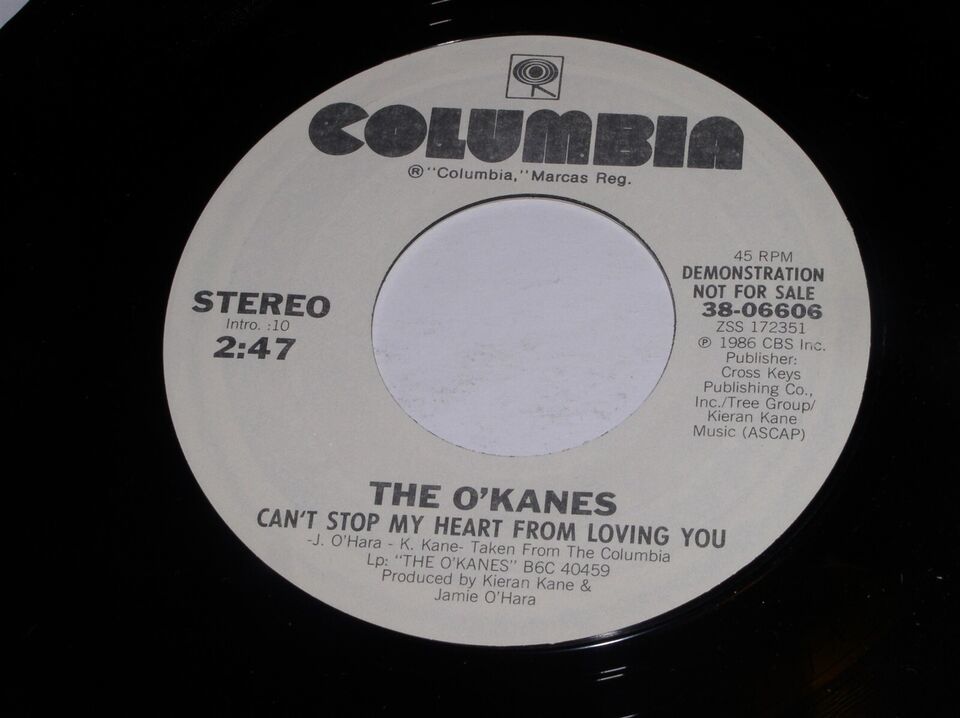 COLUMBIA
® "Columbia," Marcas Reg.
STEREO
Intro. :10
2:47
45 RPM
DEMONSTRATION
NOT FOR SALE
38-06606
ZSS 172351
℗ 1986 CBS Inc.
Publisher:
Cross Keys
Publishing Co.,
Inc./Tree Group/
Kieran Kane
Music (ASCAP)
THE O'KANES
CAN'T STOP MY HEART FROM LOVING YOU
-J. O'Hara - K. Kane- Taken From The Columbia
Lp: "THE O'KANES" B6C 40459
Produced by Kieran Kane &
Jamie O'Hara